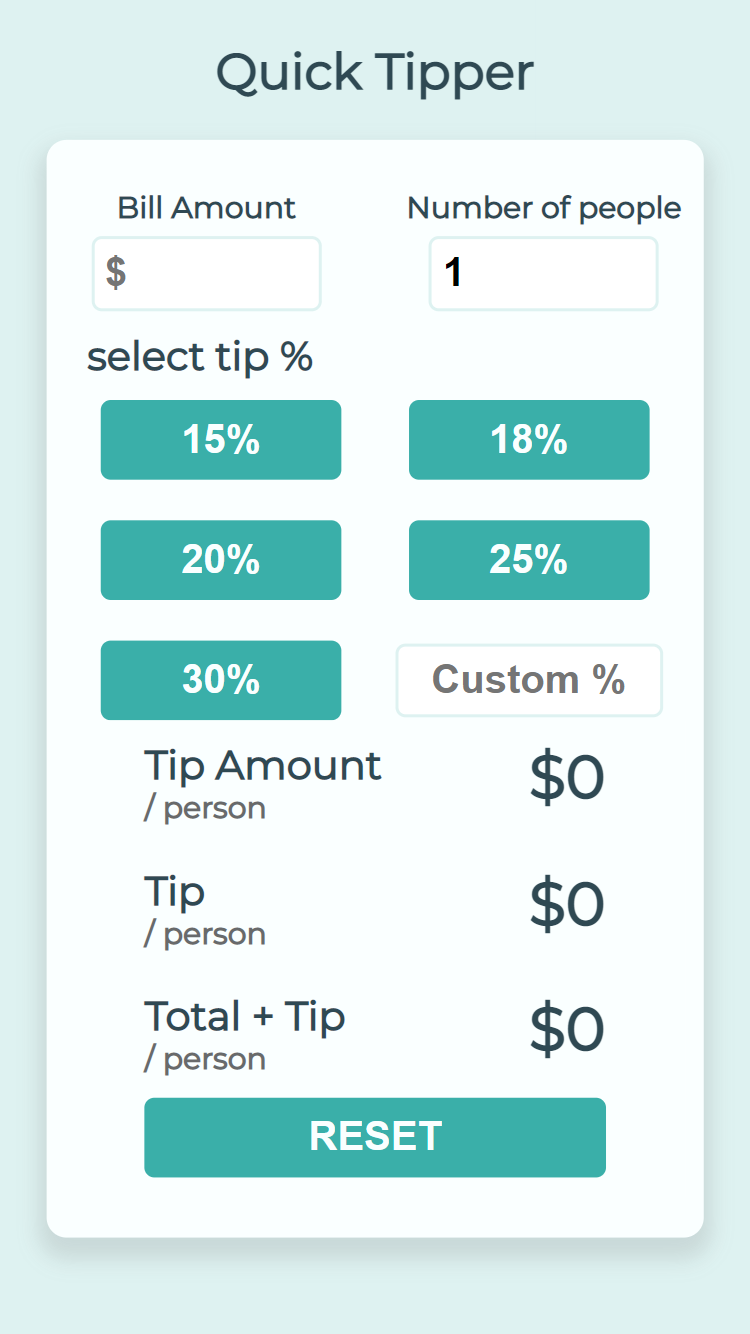 Quick Tipper
Bill Amount
Number of people
$
1
select tip %
15%
18%
20%
25%
30%
Custom %
Tip Amount
/ person
$0
Tip
/ person
$0
Total + Tip
/ person
$0
RESET